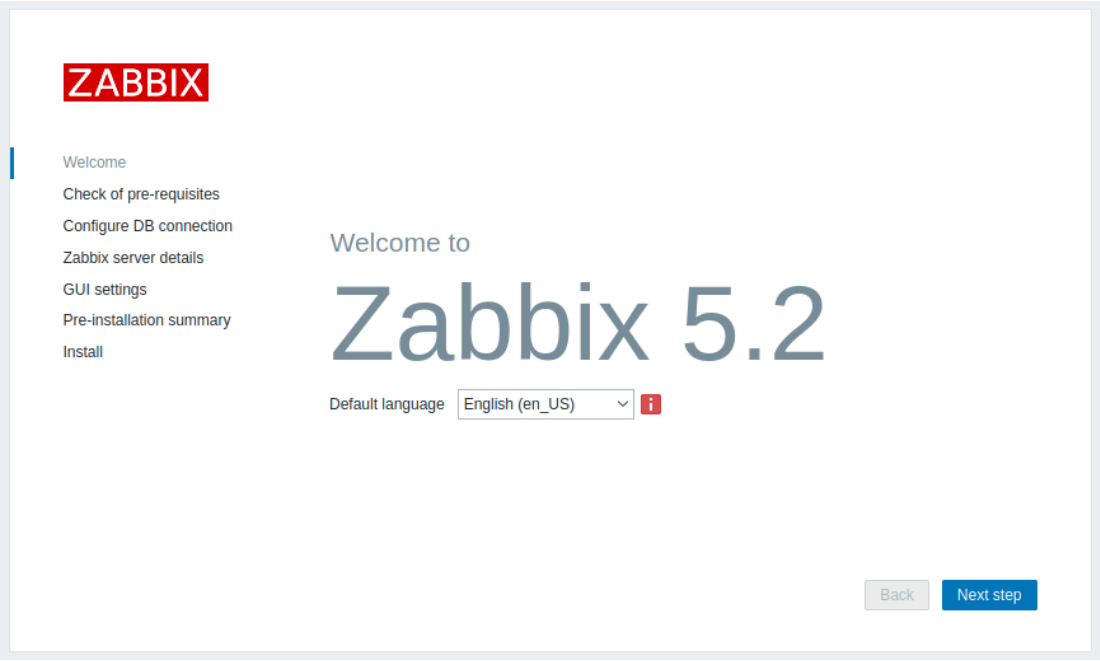 ZABBIX
Welcome
Check of pre-requisites
Configure DB connection
Zabbix server details
GUI settings
Pre-installation summary
Install
Welcome to
Zabbix 5.2
Default language English (en_US) i
Back Next step